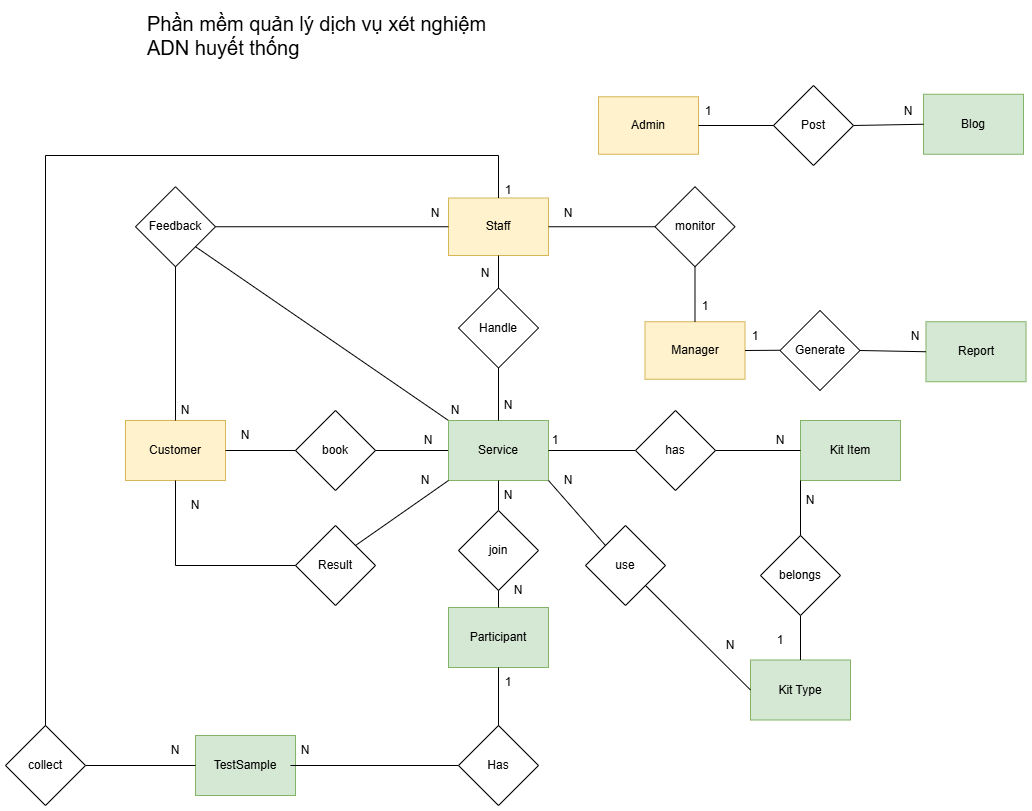 Phần mềm quản lý dịch vụ xét nghiệm
ADN huyết thống
Admin
1
Post
N
Blog
1
Feedback
N
Staff
N
monitor
N
1
Handle
Manager
1
Generate
N
Report
N
N
N
Customer
N
book
N
Service
1
has
N
Kit Item
N
N
N
N
N
Result
join
use
belongs
N
Participant
N
1
1
Kit Type
collect
N
TestSample
N
Has